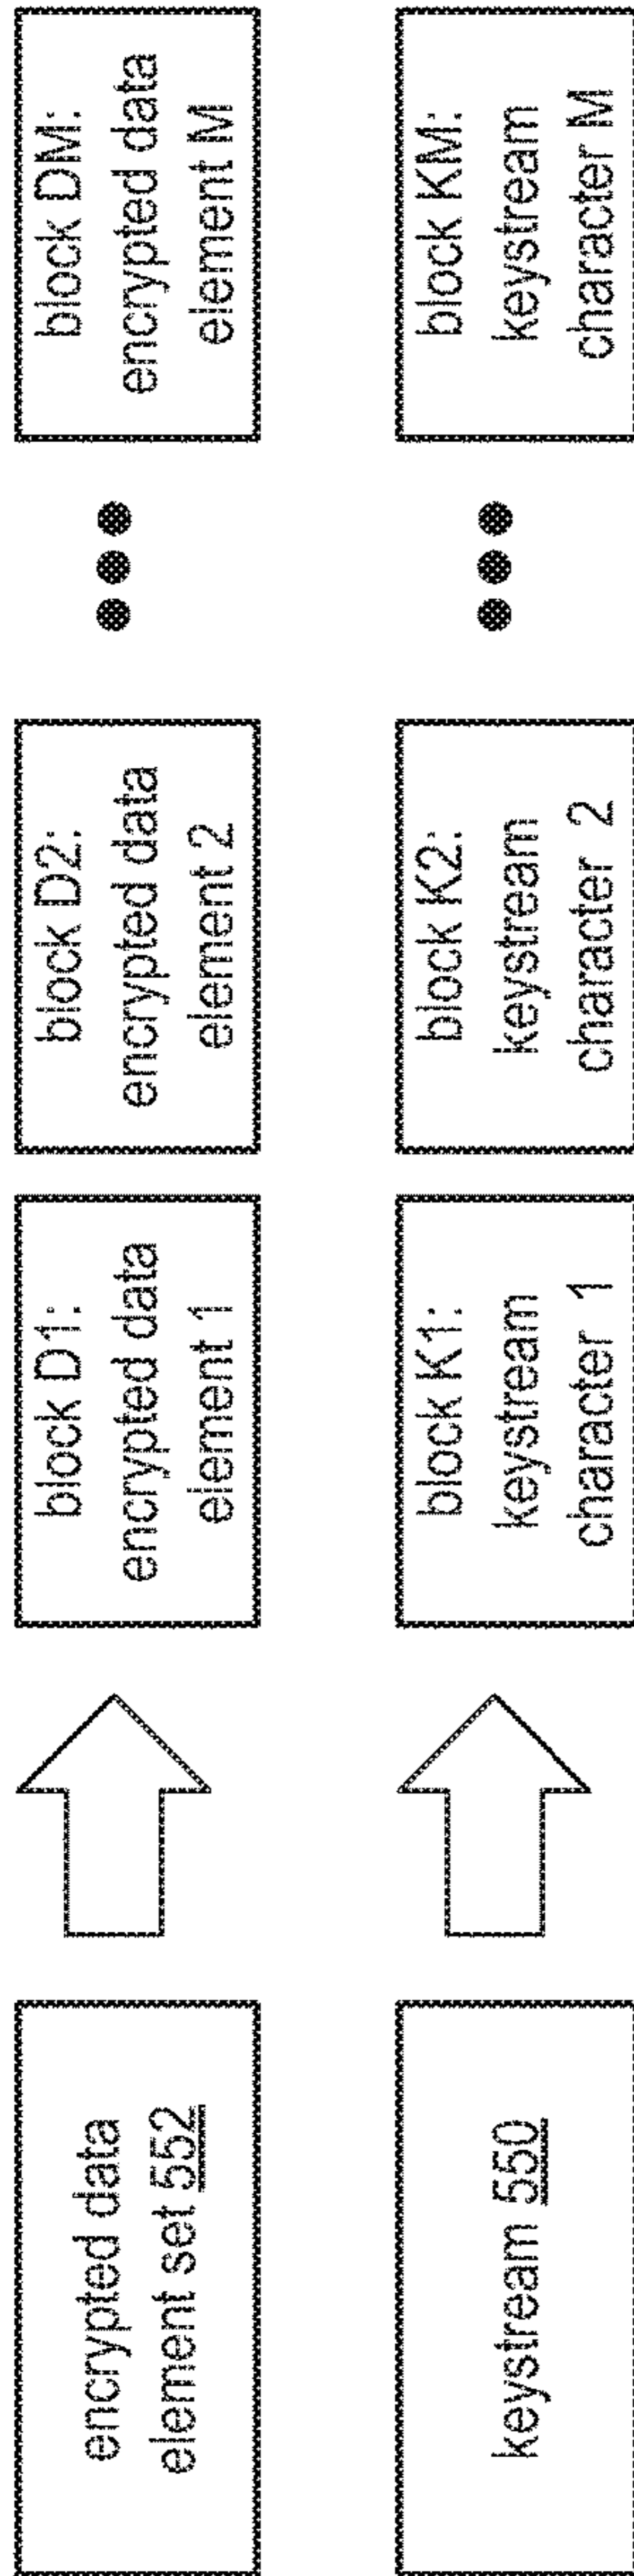 encrypted data
element set 552
block D1:
encrypted data
element 1
block D2:
encrypted data
element 2
block DM:
encrypted data
element M
keystream 550
block K1:
keystream
character 1
block K2:
keystream
character 2
block KM:
keystream
character M